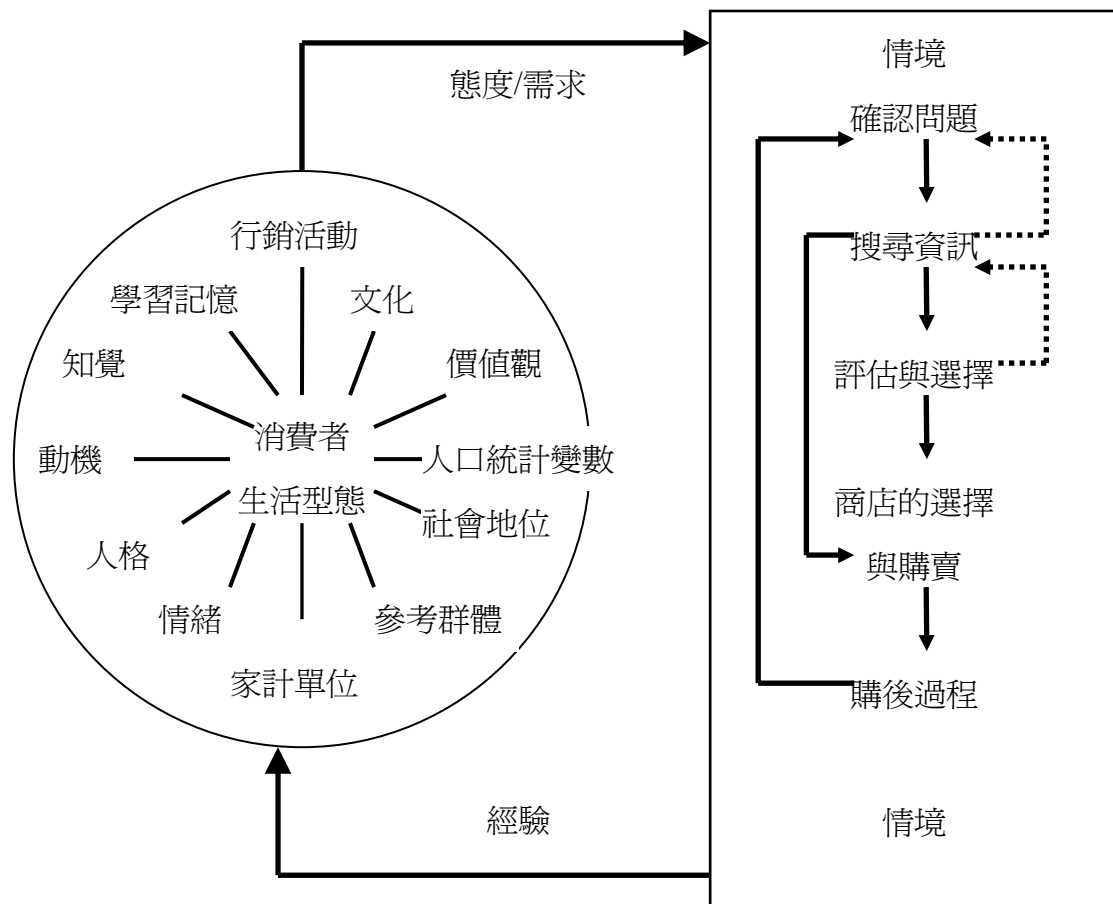 態度/需求
行銷活動
學習記憶
文化
知覺
價值觀
消費者
動機
人口統計變數
生活型態
社會地位
人格
情緒
參考群體
家計單位
經驗
情境
確認問題
搜尋資訊
評估與選擇
商店的選擇
與購賣
購後過程
情境